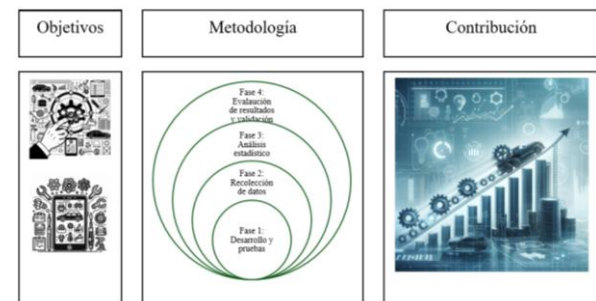 Objetivos
Metodología
Contribución
Fase 4:
Evaluación
de resultados
y validación
Fase 3:
Análisis
estadístico
Fase 2:
Recolección
de datos
Fase 1:
Desarrollo y
pruebas